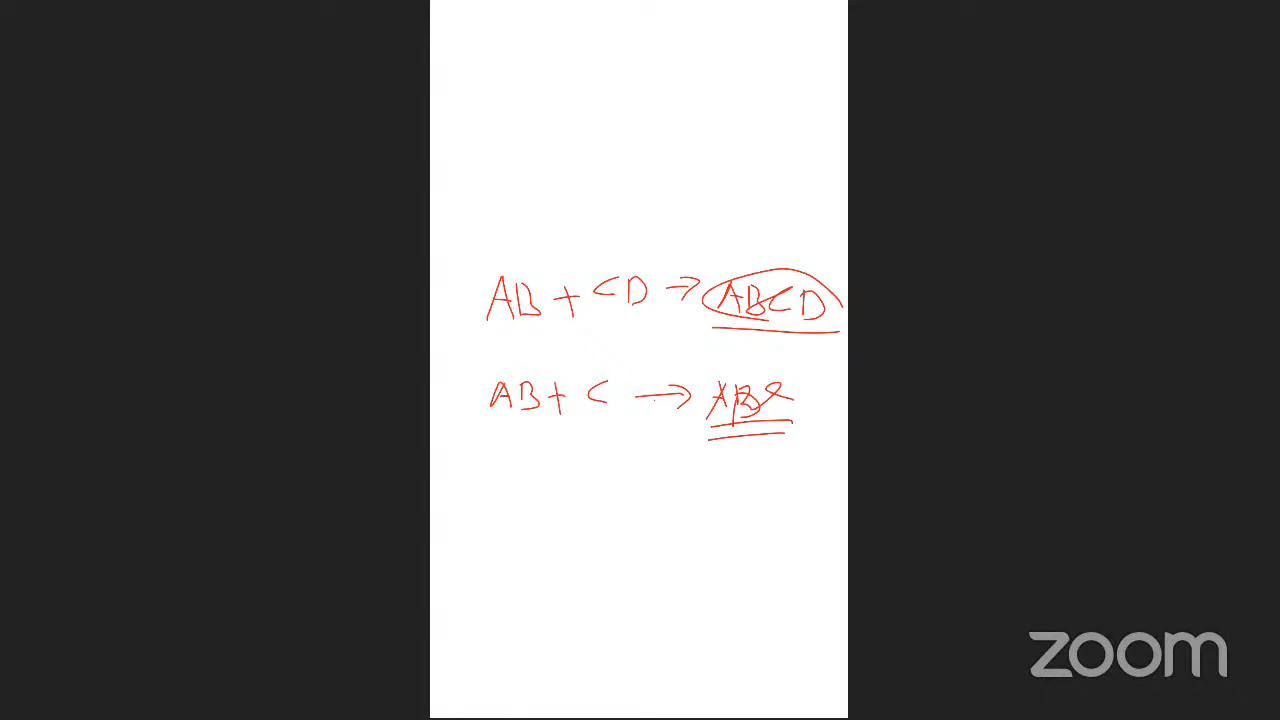 AB + CD → ABCD
AB + C → ABC
zoom